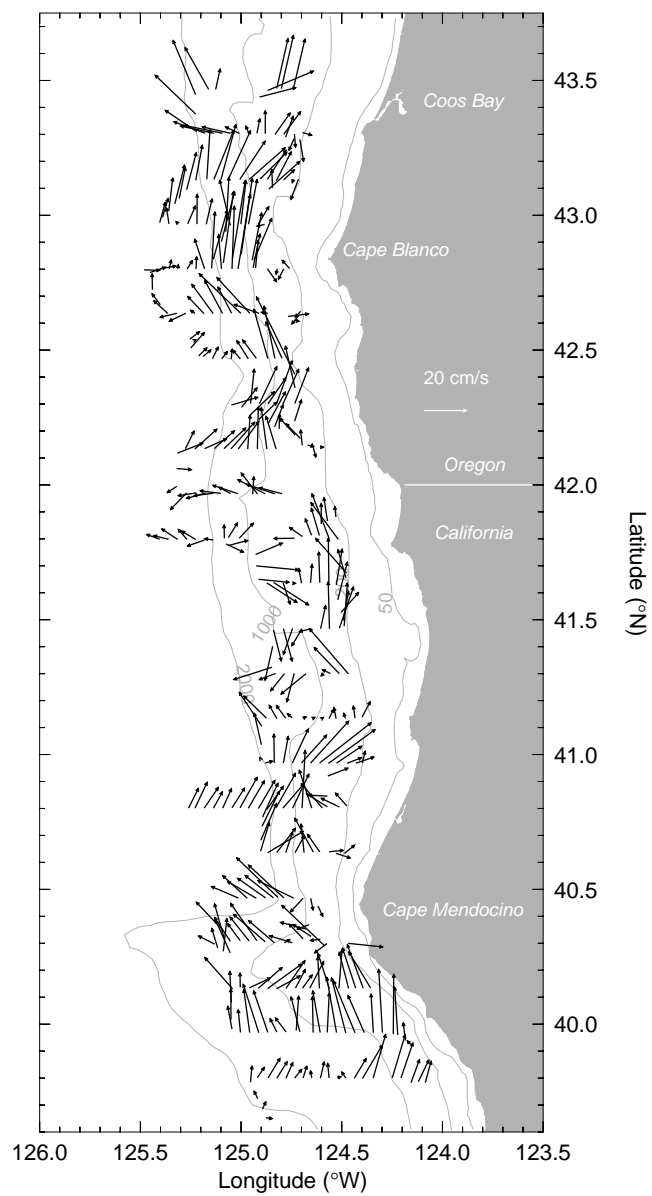 43.5
Coos Bay
43.0
Cape Blanco
42.5
20 cm/s
Oregon
42.0
California
Latitude (°N)
50
41.5
1000
2000
41.0
40.5
Cape Mendocino
40.0
126.0 125.5 125.0 124.5 124.0 123.5
Longitude (°W)